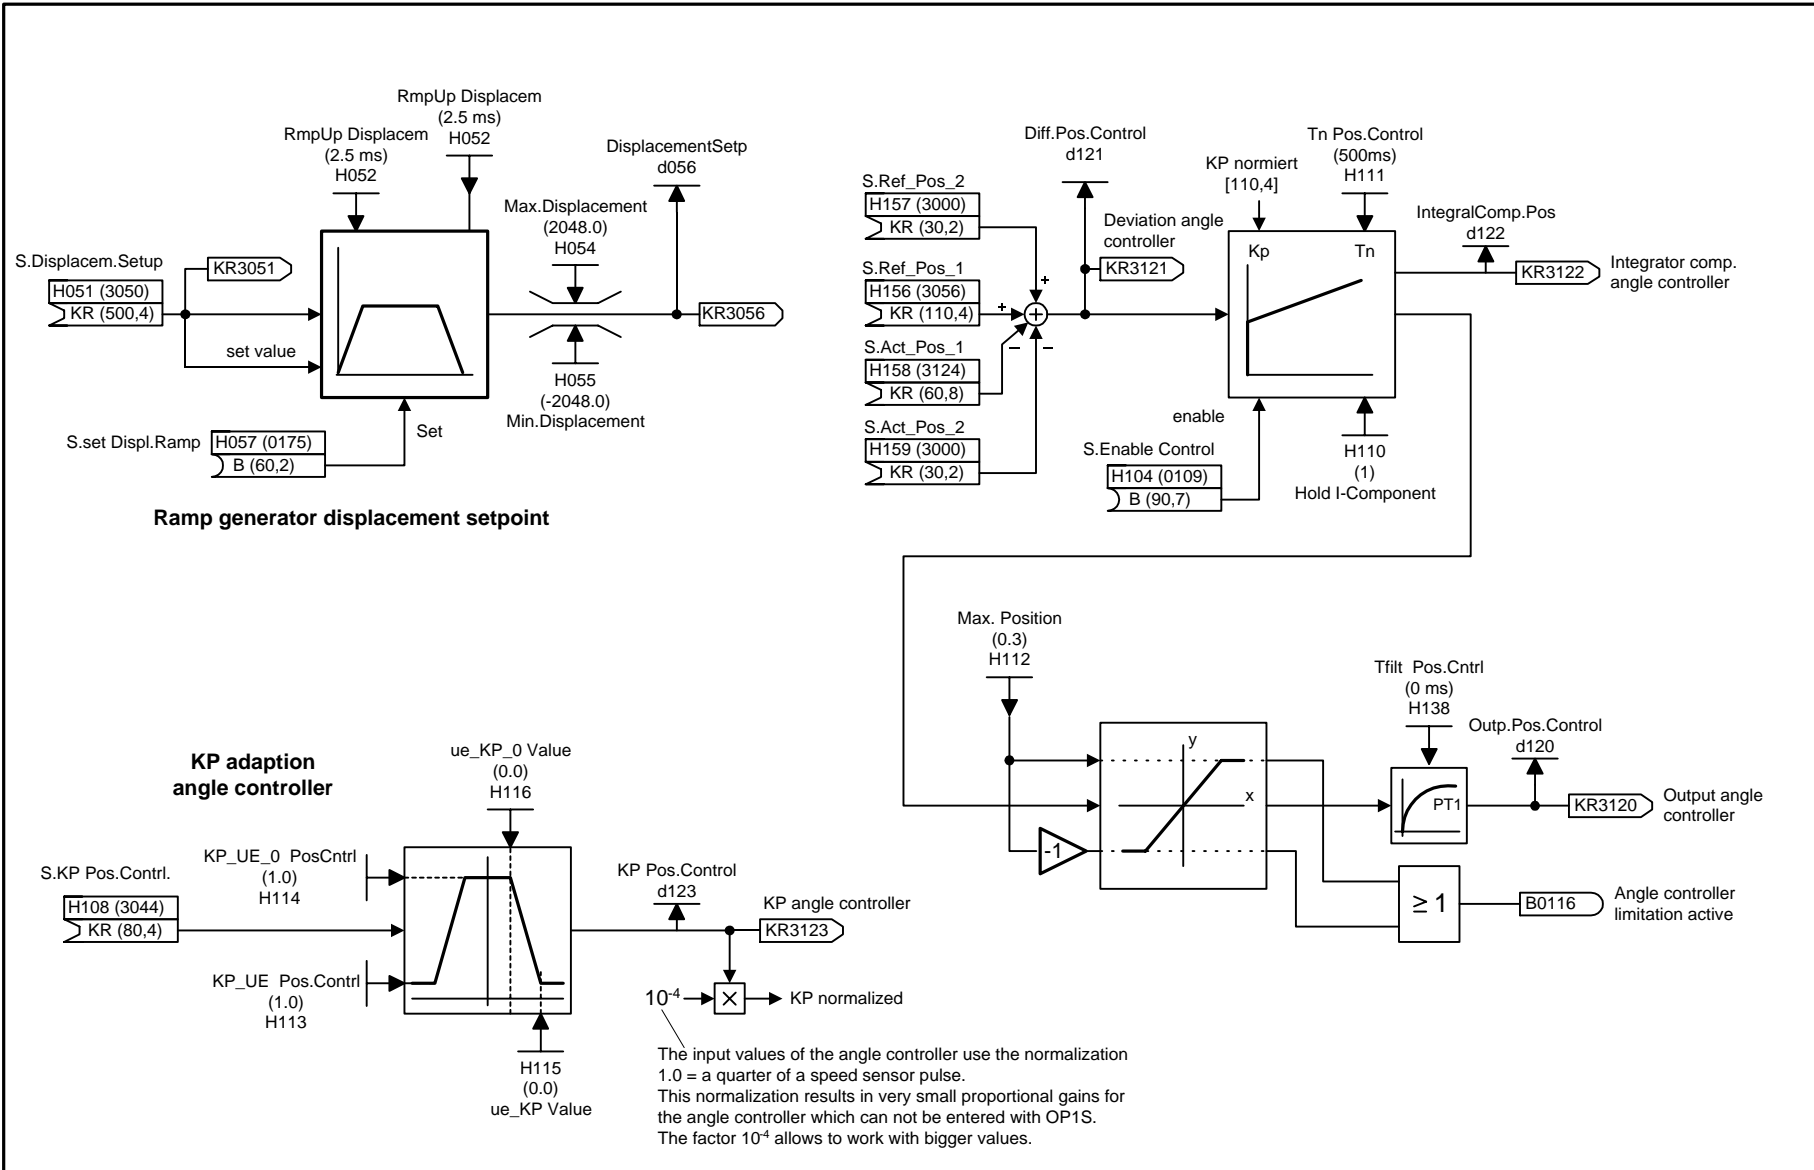 RmpUp Displacem
(2.5 ms)
H052
RmpUp Displacem
(2.5 ms)
H052
DisplacementSetp
d056
Max.Displacement
(2048.0)
H054
S.Displacem.Setup
H051 (3050)
KR (500,4)
KR3051
set value
KR3056
H055
(-2048.0)
Min.Displacement
Set
S.set Displ.Ramp
H057 (0175)
B (60,2)
Ramp generator displacement setpoint
Diff.Pos.Control
d121
S.Ref_Pos_2
H157 (3000)
KR (30,2)
S.Ref_Pos_1
H156 (3056)
KR (110,4)
S.Act_Pos_1
H158 (3124)
KR (60,8)
S.Act_Pos_2
H159 (3000)
KR (30,2)
+
+
+
−
−
Deviation angle
controller
KR3121
KP normiert
[110,4]
Tn Pos.Control
(500ms)
H111
Kp
Tn
IntegralComp.Pos
d122
KR3122
Integrator comp.
angle controller
enable
S.Enable Control
H104 (0109)
B (90,7)
H110
(1)
Hold I-Component
Max. Position
(0.3)
H112
-1
y
x
Tfilt Pos.Cntrl
(0 ms)
H138
PT1
Outp.Pos.Control
d120
KR3120
Output angle
controller
≥ 1
B0116
Angle controller
limitation active
KP adaption
angle controller
ue_KP_0 Value
(0.0)
H116
KP_UE_0 PosCntrl
(1.0)
H114
S.KP Pos.Contrl.
H108 (3044)
KR (80,4)
KP_UE Pos.Contrl
(1.0)
H113
H115
(0.0)
ue_KP Value
KP Pos.Control
d123
KP angle controller
KR3123
10⁻⁴
×
KP normalized
The input values of the angle controller use the normalization
1.0 = a quarter of a speed sensor pulse.
This normalization results in very small proportional gains for
the angle controller which can not be entered with OP1S.
The factor 10⁻⁴ allows to work with bigger values.